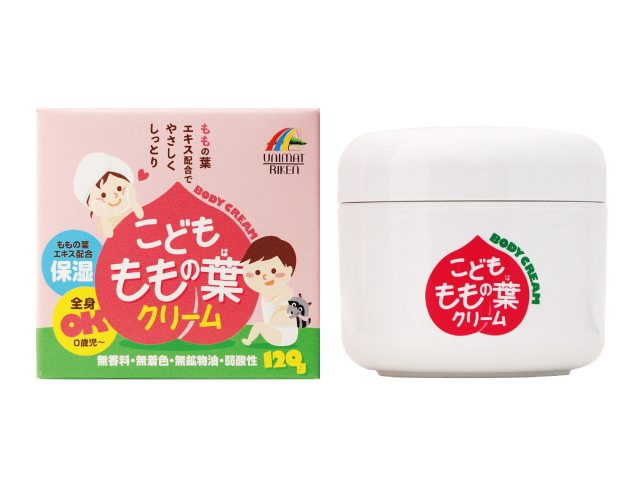 ももの葉
エキス配合で
やさしく
しっとり
UNIMAT
RIKEN
BODY CREAM
こども
ももの葉
は
クリーム
ももの葉
エキス配合
保湿
全身
OK
0歳児～
無香料・無着色・無鉱物油・弱酸性
120g
BODY CREAM
こども
ももの葉
は
クリーム